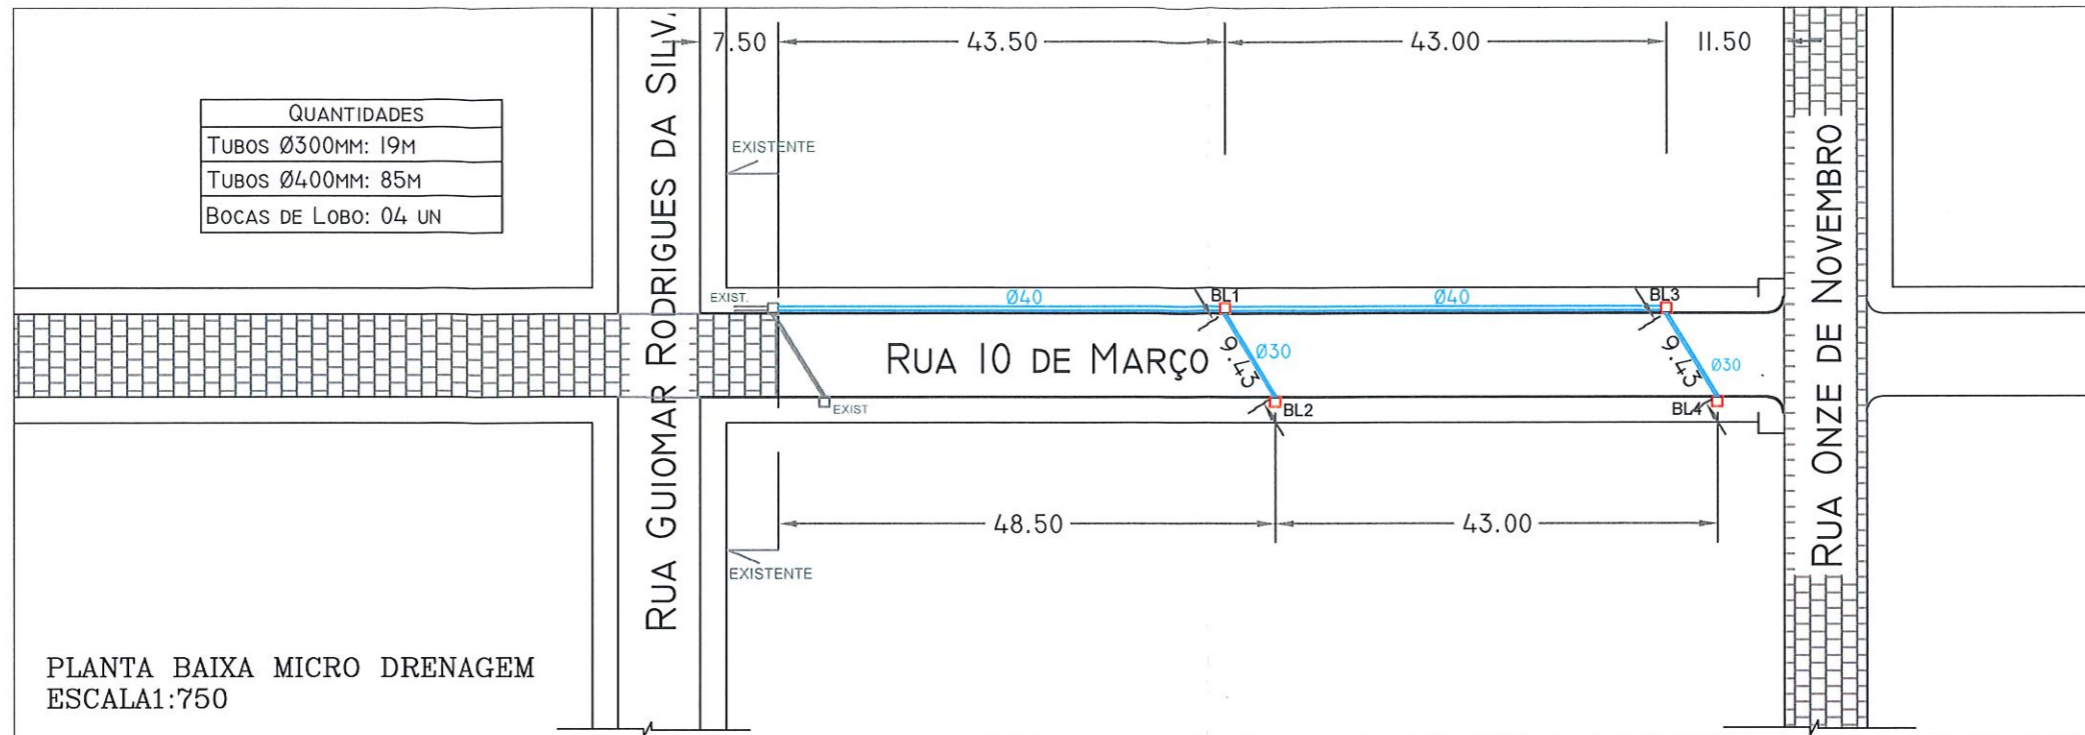 7.50
43.50
43.00
11.50
QUANTIDADES
TUBOS Ø300MM: 19M
TUBOS Ø400MM: 85M
BOCAS DE LOBO: 04 UN
RUA GUIOMAR RODRIGUES DA SILVA
EXISTENTE
RUA ONZE DE NOVEMBRO
EXIST.
Ø40
BL1
Ø40
BL3
RUA 10 DE MARÇO
9.43
Ø30
9.43
Ø30
EXIST
BL2
BL4
48.50
43.00
EXISTENTE
PLANTA BAIXA MICRO DRENAGEM
ESCALA1:750